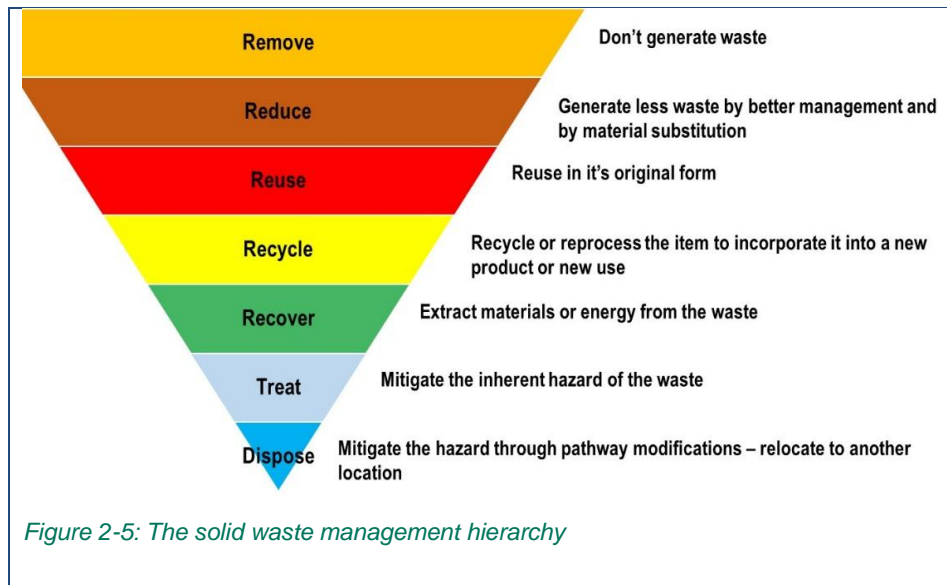 Remove
Don’t generate waste
Reduce
Generate less waste by better management and
by material substitution
Reuse
Reuse in it’s original form
Recycle
Recycle or reprocess the item to incorporate it into a new
product or new use
Recover
Extract materials or energy from the waste
Treat
Mitigate the inherent hazard of the waste
Dispose
Mitigate the hazard through pathway modifications – relocate to another
location
Figure 2-5: The solid waste management hierarchy